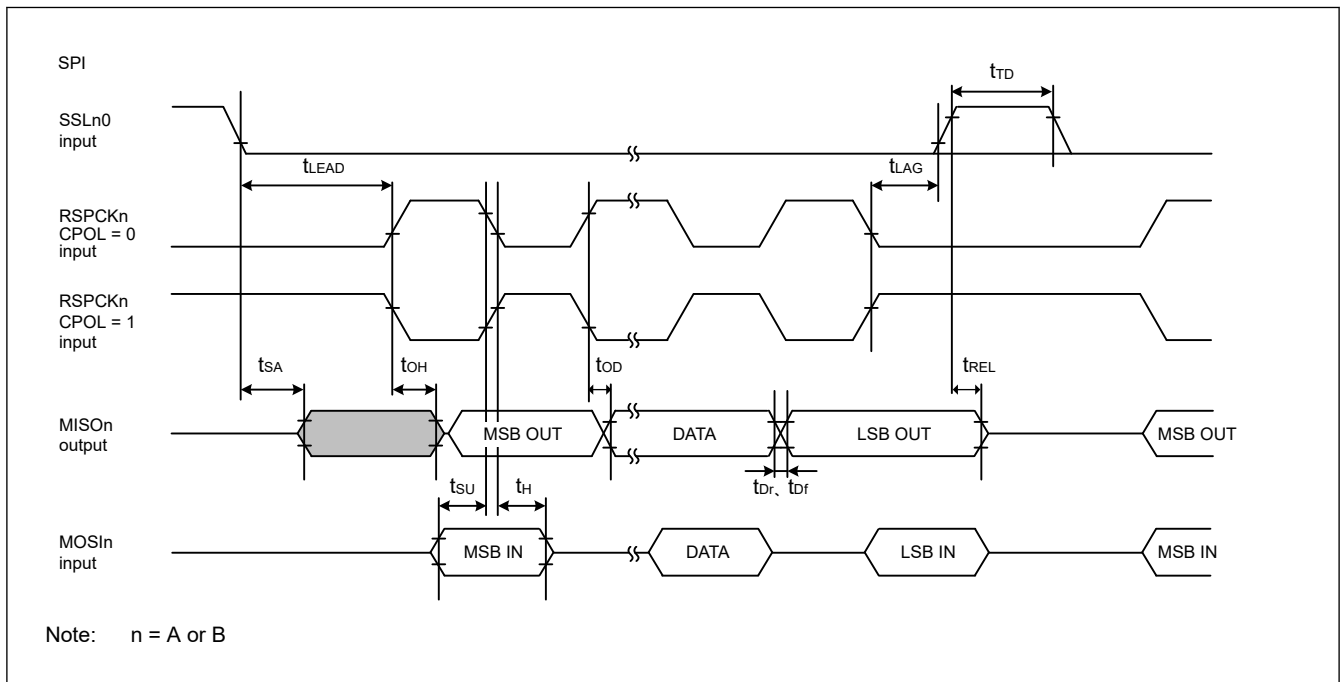 SPI
tTD
SSLn0
input
tLEAD
tLAG
RSPCKn
CPOL = 0
input
RSPCKn
CPOL = 1
input
tSA
tOH
tOD
tREL
MISOn
output
MSB OUT
DATA
LSB OUT
MSB OUT
tSU
tH
tDr、tDf
MOSIn
input
MSB IN
DATA
LSB IN
MSB IN
Note: n = A or B